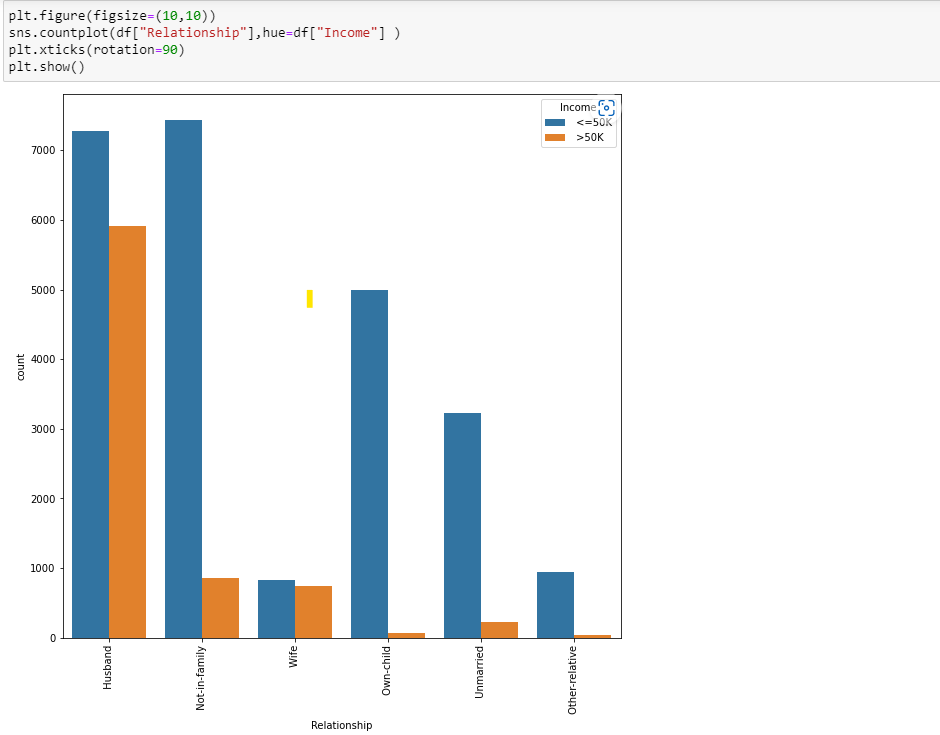 plt.figure(figsize=(10,10))
sns.countplot(df["Relationship"],hue=df["Income"] )
plt.xticks(rotation=90)
plt.show()
Income
<=50K
>50K
7000
6000
5000
4000
3000
2000
1000
0
count
Husband
Not-in-family
Wife
Own-child
Unmarried
Other-relative
Relationship